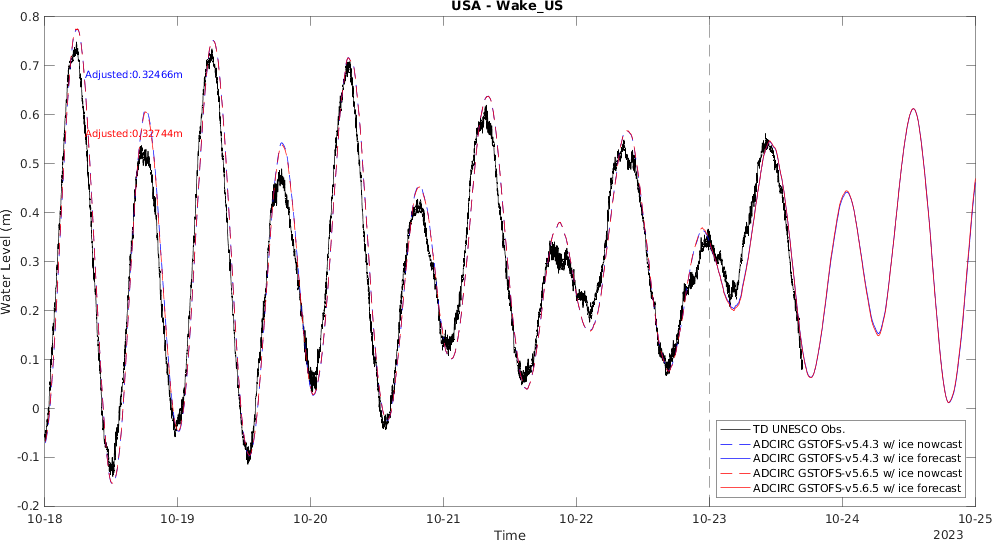 USA - Wake_US
0.8
0.7
0.6
0.5
0.4
0.3
0.2
0.1
0
-0.1
-0.2
Water Level (m)
Adjusted:0.32466m
Adjusted:0.32744m
TD UNESCO Obs.
ADCIRC GSTOFS-v5.4.3 w/ ice nowcast
ADCIRC GSTOFS-v5.4.3 w/ ice forecast
ADCIRC GSTOFS-v5.6.5 w/ ice nowcast
ADCIRC GSTOFS-v5.6.5 w/ ice forecast
10-18 10-19 10-20 10-21 10-22 10-23 10-24 10-25
Time
2023